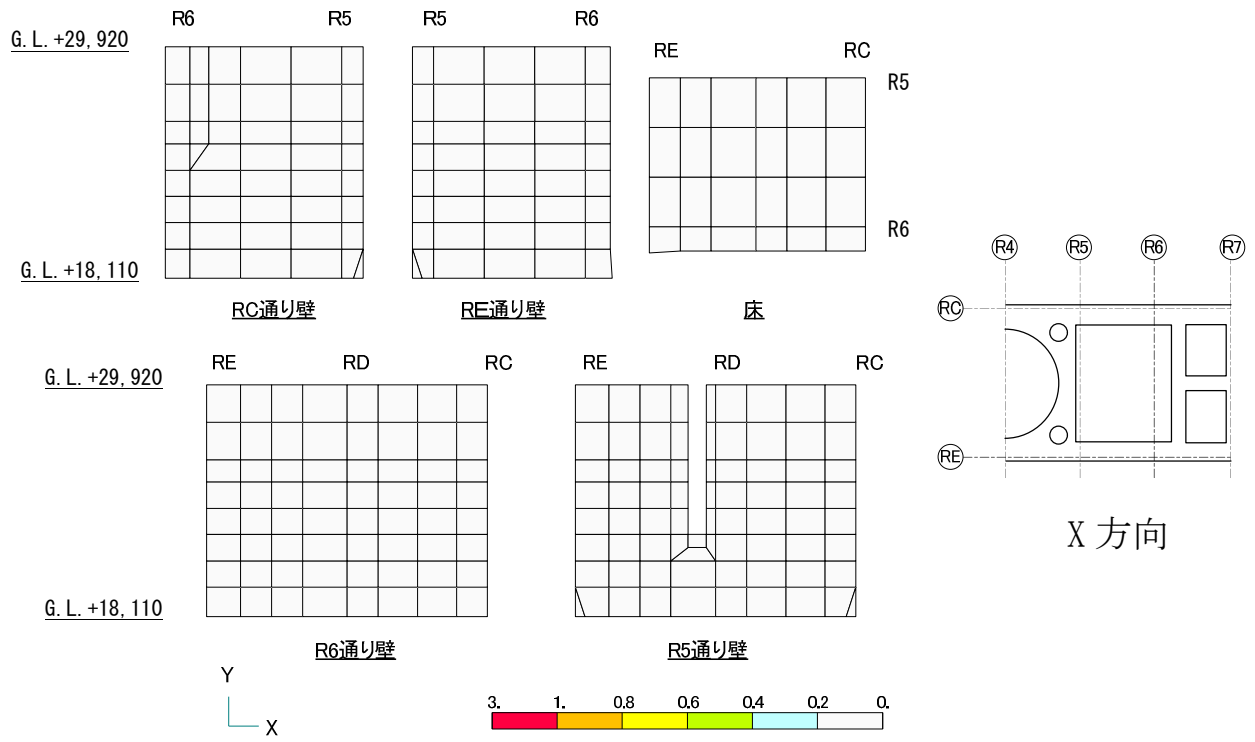 R6 R5 R5 R6
G.L.+29,920
RE RC
R5
R6
G.L.+18,110
RC通り壁 RE通り壁 床
R4 R5 R6 R7
RC
RE
X方向
RE RD RC RE RD RC
G.L.+29,920
G.L.+18,110
R6通り壁 R5通り壁
Y
X
3. 1. 0.8 0.6 0.4 0.2 0.